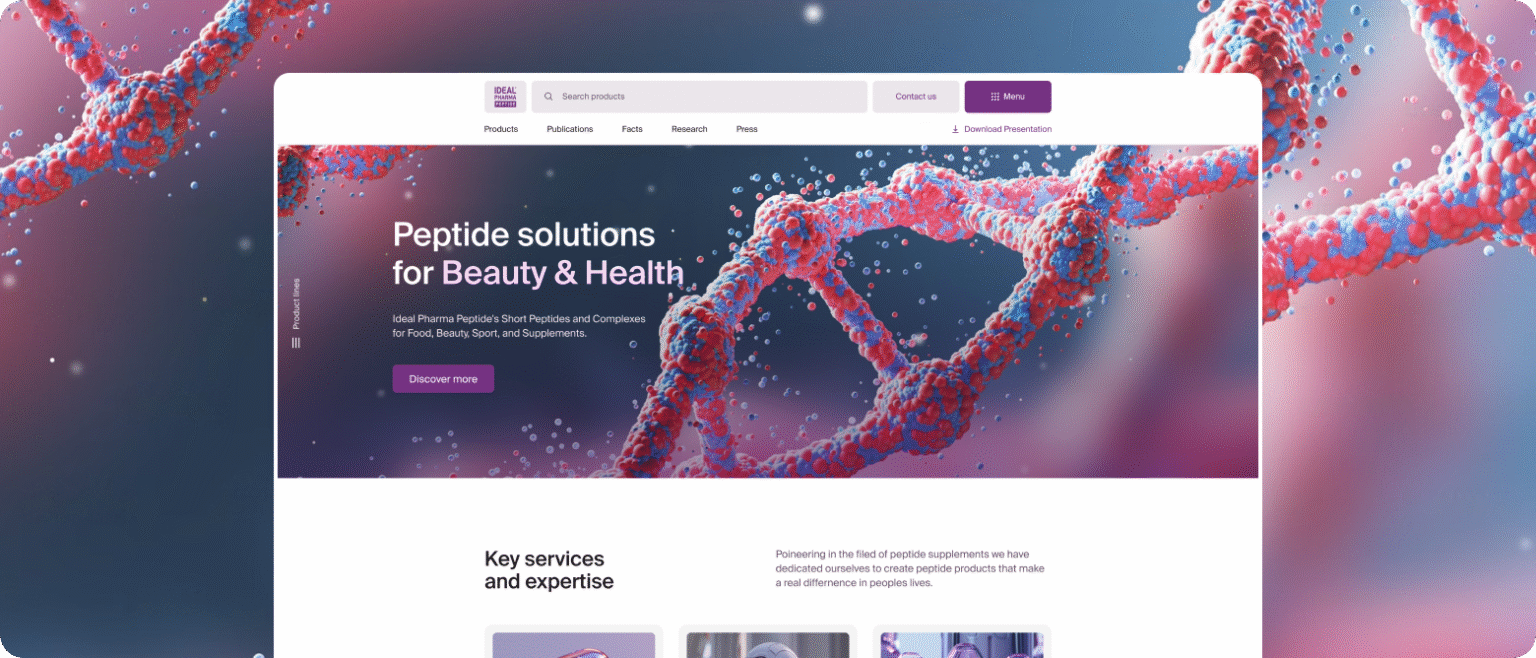 IDEAL
PHARMA
PEPTIDE
Search products
Contact us
Menu
Products
Publications
Facts
Research
Press
Download Presentation
Peptide solutions
for Beauty & Health
Product lines
Ideal Pharma Peptide's Short Peptides and Complexes
for Food, Beauty, Sport, and Supplements.
Discover more
Key services
and expertise
Poineering in the filed of peptide supplements we have
dedicated ourselves to create peptide products that make
a real differnence in peoples lives.